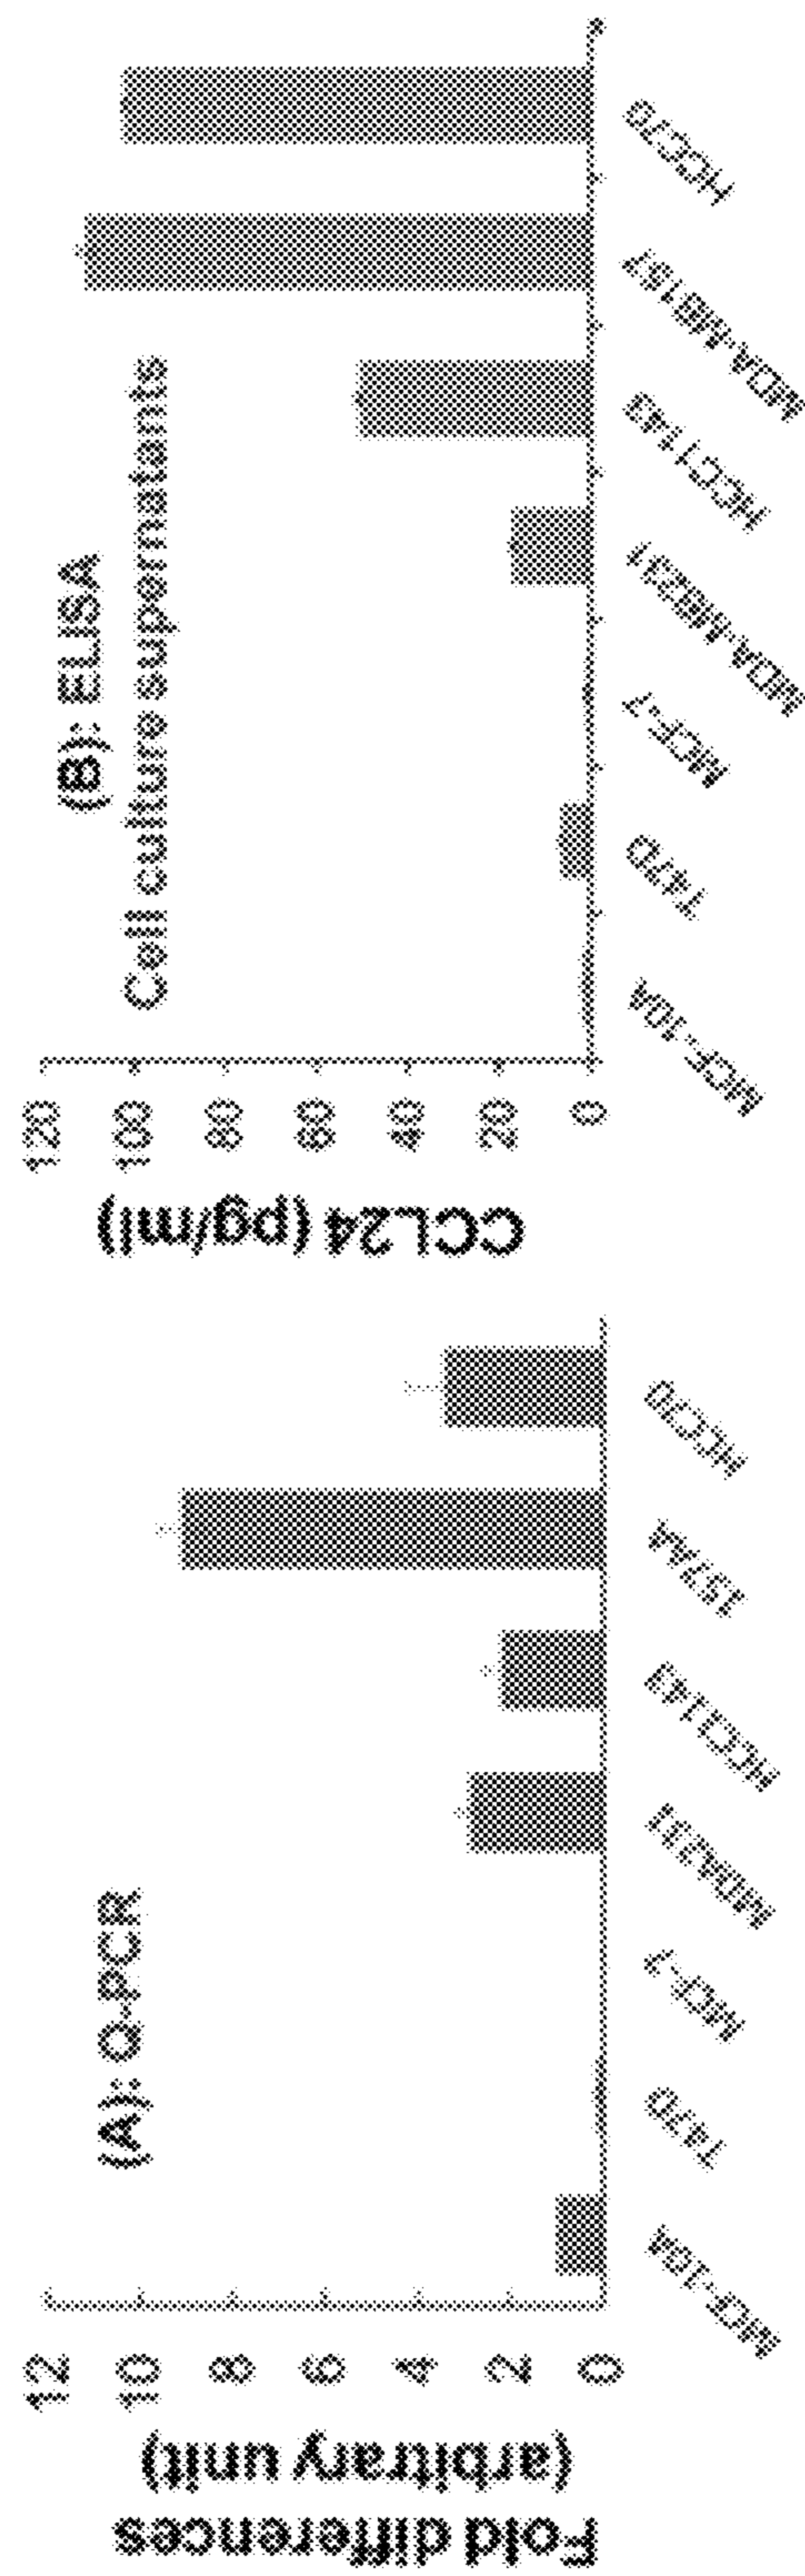 (A): Q-PCR
Fold differences
(arbitrary unit)
12
10
8
6
4
2
0
MCF-10A
T47D
MCF-7
MDA231
HCC1143
157AA
HCC70
(B): ELISA
Cell culture supernatants
CCL24 (pg/ml)
120
100
80
60
40
20
0
MCF-10A
T47D
MCF-7
MDA-MB231
HCC1143
MDA-MB157
HCC70